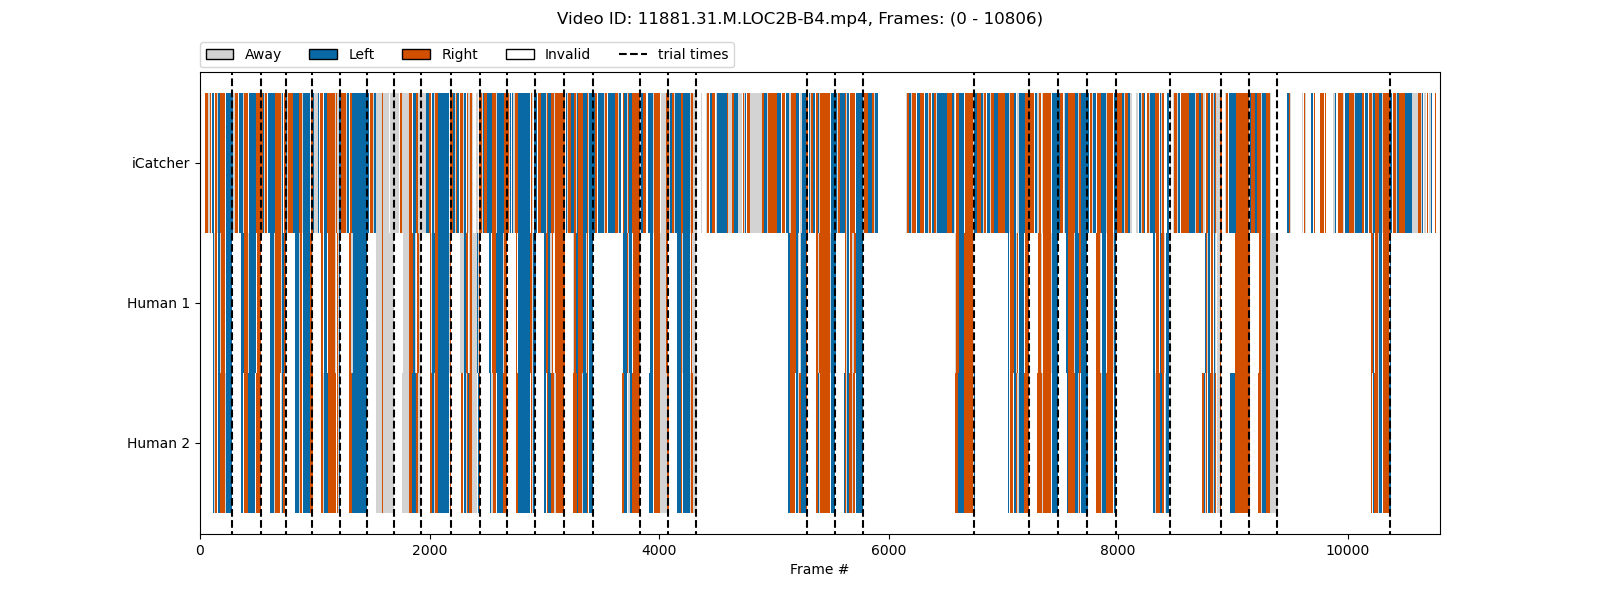 Video ID: 11881.31.M.LOC2B-B4.mp4, Frames: (0 - 10806)
Away Left Right Invalid trial times
iCatcher
Human 1
Human 2
0 2000 4000 6000 8000 10000
Frame #